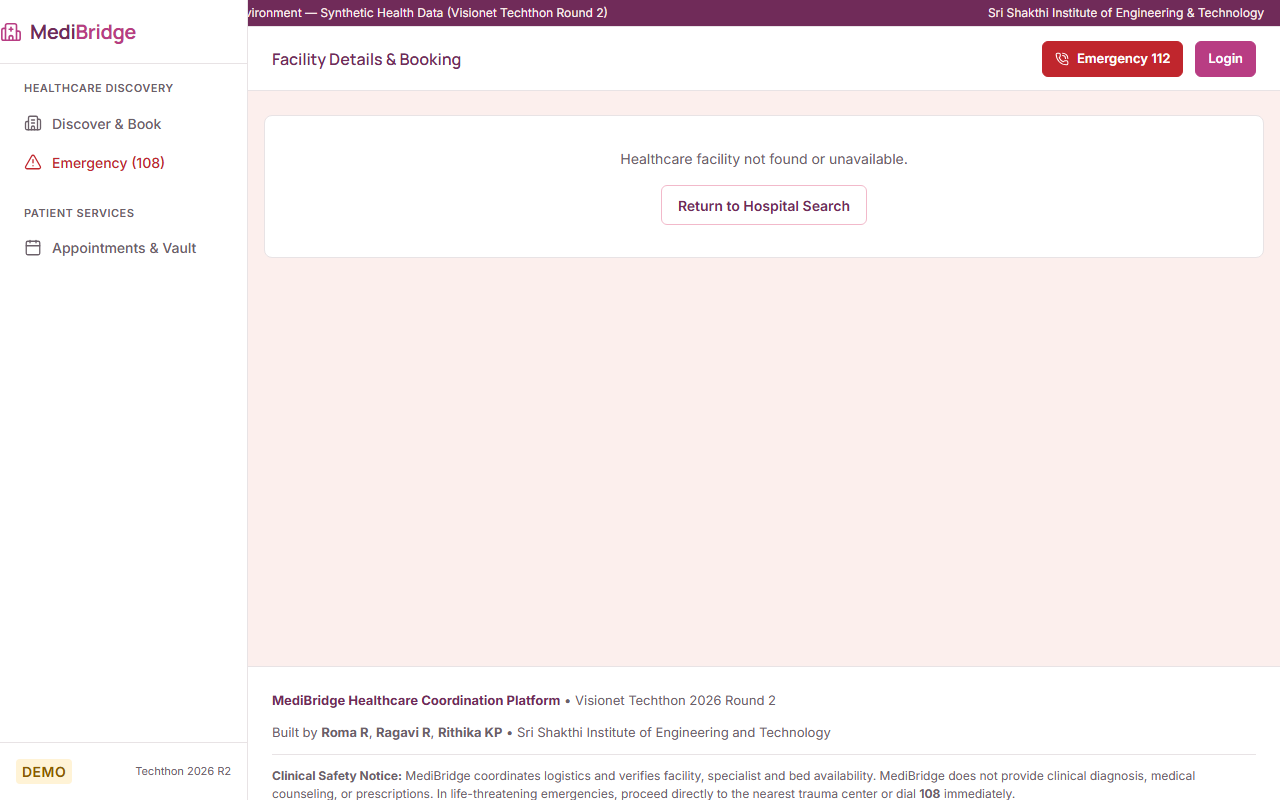 MediBridge
HEALTHCARE DISCOVERY
Discover & Book
Emergency (108)
PATIENT SERVICES
Appointments & Vault
DEMO
Techthon 2026 R2
— Synthetic Health Data (Visionet Techthon Round 2)
Sri Shakthi Institute of Engineering & Technology
Facility Details & Booking
Emergency 112
Login
Healthcare facility not found or unavailable.
Return to Hospital Search
MediBridge Healthcare Coordination Platform • Visionet Techthon 2026 Round 2
Built by Roma R, Ragavi R, Rithika KP • Sri Shakthi Institute of Engineering and Technology
Clinical Safety Notice: MediBridge coordinates logistics and verifies facility, specialist and bed availability. MediBridge does not provide clinical diagnosis, medical
counseling, or prescriptions. In life-threatening emergencies, proceed directly to the nearest trauma center or dial 108 immediately.